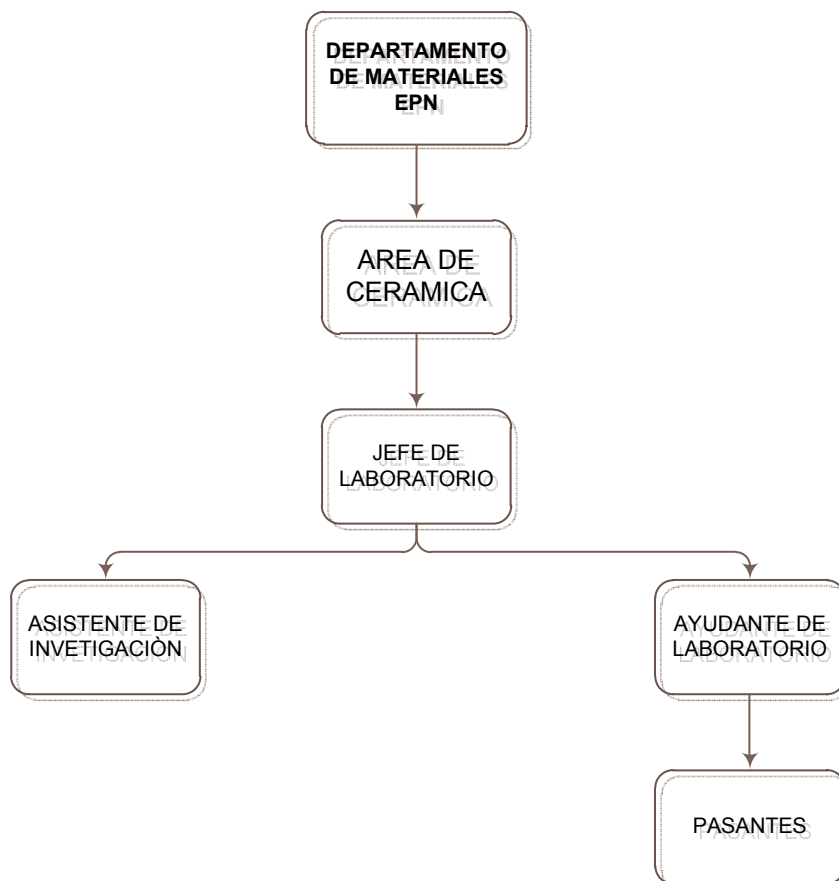 DEPARTAMENTO
DE MATERIALES
EPN
AREA DE
CERAMICA
JEFE DE
LABORATORIO
ASISTENTE DE
INVETIGACIÒN
AYUDANTE DE
LABORATORIO
PASANTES